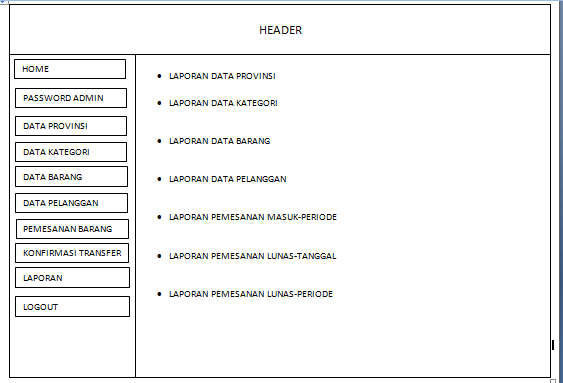 HEADER
HOME
PASSWORD ADMIN
DATA PROVINSI
DATA KATEGORI
DATA BARANG
DATA PELANGGAN
PEMESANAN BARANG
KONFIRMASI TRANSFER
LAPORAN
LOGOUT
• LAPORAN DATA PROVINSI
• LAPORAN DATA KATEGORI
• LAPORAN DATA BARANG
• LAPORAN DATA PELANGGAN
• LAPORAN PEMESANAN MASUK-PERIODE
• LAPORAN PEMESANAN LUNAS-TANGGAL
• LAPORAN PEMESANAN LUNAS-PERIODE